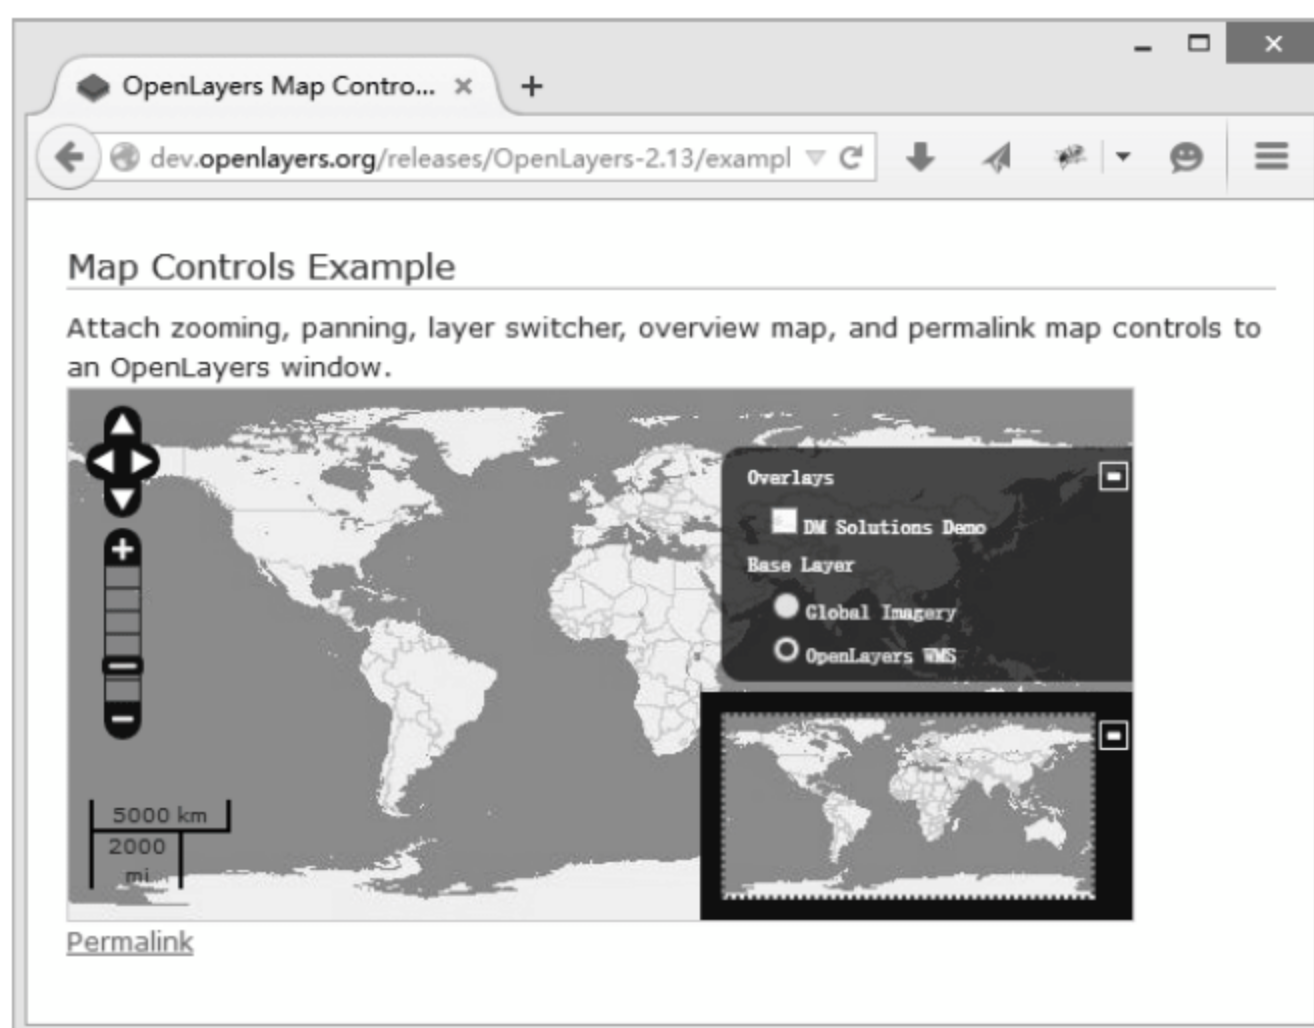 OpenLayers Map Contro...
dev.openlayers.org/releases/OpenLayers-2.13/exampl
Map Controls Example
Attach zooming, panning, layer switcher, overview map, and permalink map controls to
an OpenLayers window.
Overlays
DM Solutions Demo
Base Layer
Global Imagery
OpenLayers WMS
5000 km
2000
mi
Permalink